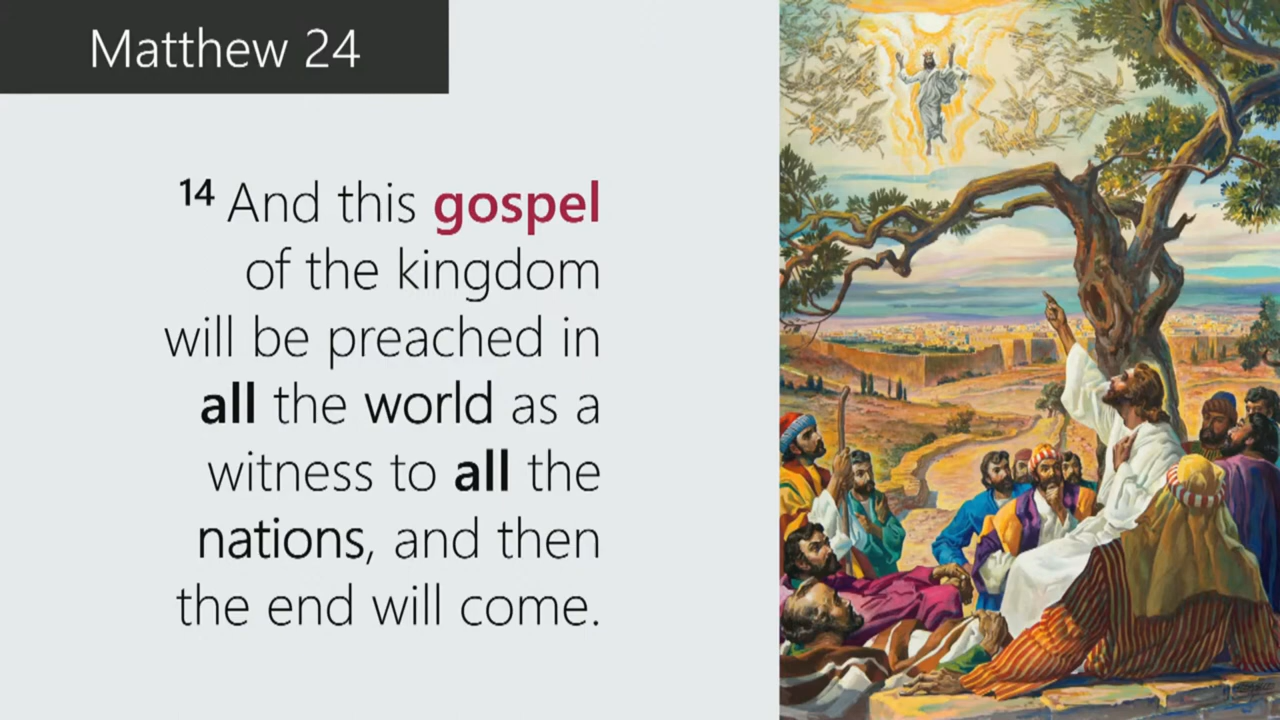 Matthew 24
14 And this gospel
of the kingdom
will be preached in
all the world as a
witness to all the
nations, and then
the end will come.